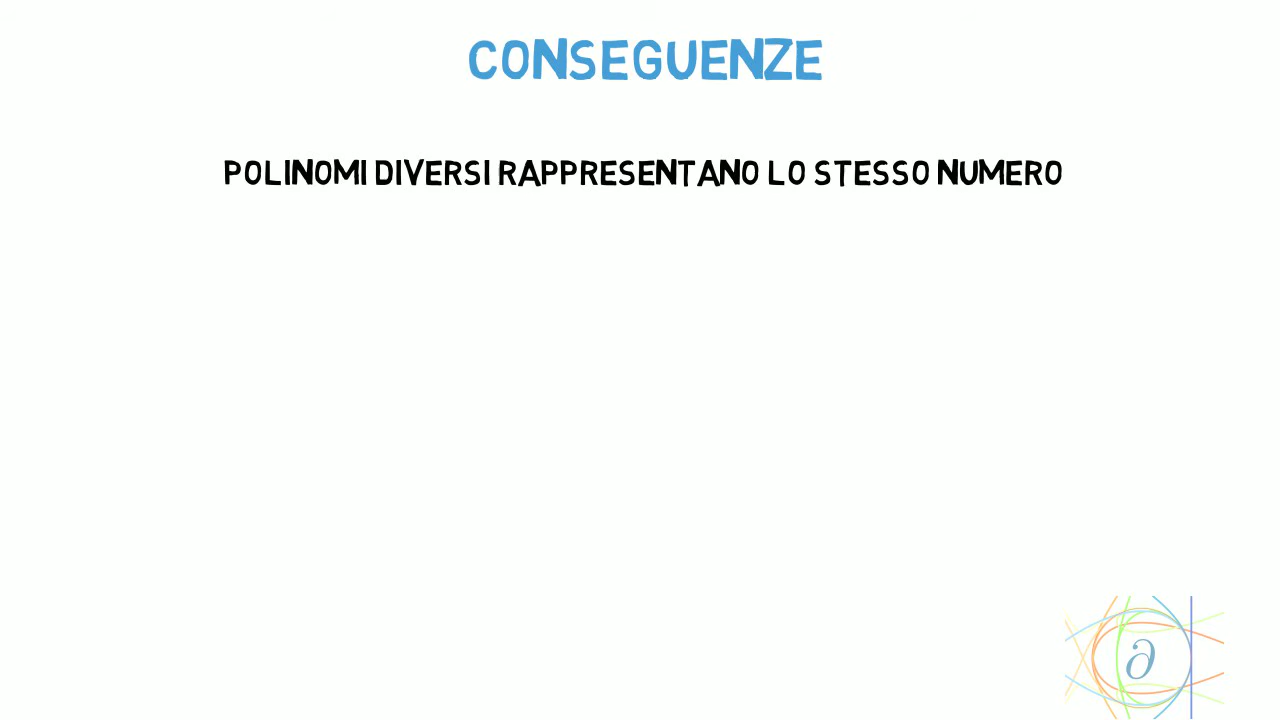 CONSEGUENZE
POLINOMI DIVERSI RAPPRESENTANO LO STESSO NUMERO
∂